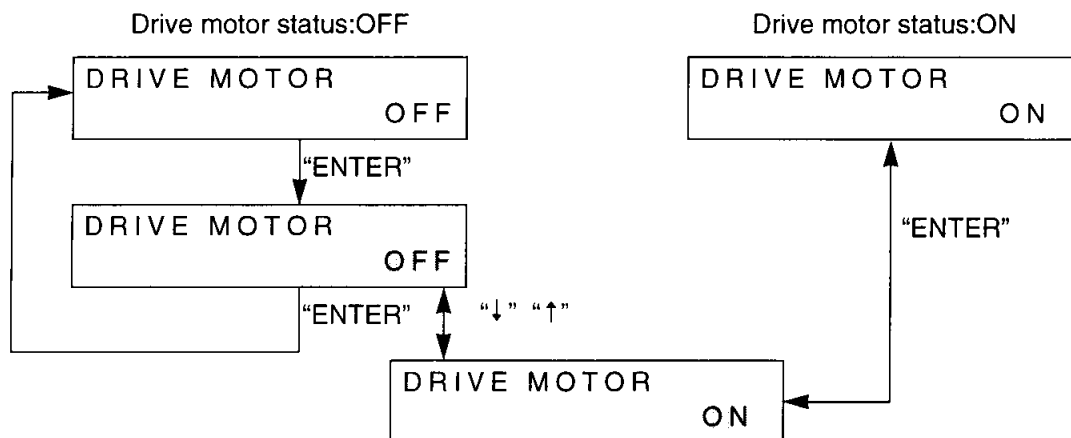 Drive motor status:OFF
DRIVE MOTOR
OFF
“ENTER”
DRIVE MOTOR
OFF
“ENTER”
“↓” “↑”
Drive motor status:ON
DRIVE MOTOR
ON
“ENTER”
DRIVE MOTOR
ON